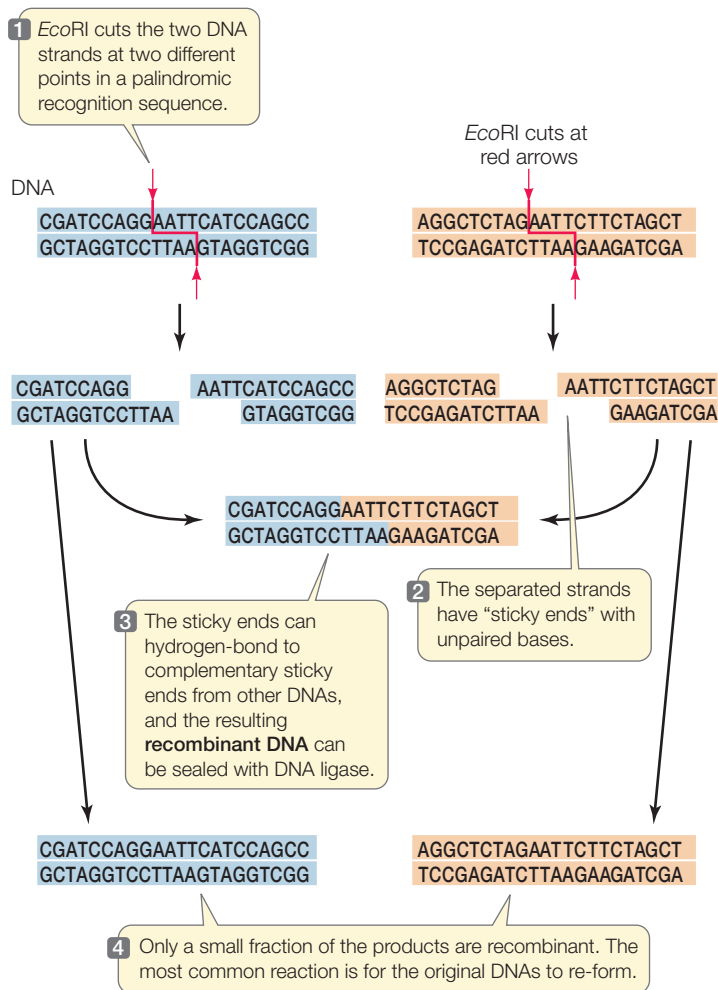 1 EcoRI cuts the two DNA
strands at two different
points in a palindromic
recognition sequence.
EcoRI cuts at
red arrows
DNA
CGATCCAGGAATTCATCCAGCC
GCTAGGTCCTTAAGTAGGTCGG
AGGCTCTAGAATTCTTCTAGCT
TCCGAGATCTTAAGAAGATCGA
CGATCCAGG
GCTAGGTCCTTAA
AATTCATCCAGCC
GTAGGTCGG
AGGCTCTAG
TCCGAGATCTTAA
AATTCTTCTAGCT
GAAGATCGA
CGATCCAGGAATTCTTCTAGCT
GCTAGGTCCTTAAGAAGATCGA
2 The separated strands
have “sticky ends” with
unpaired bases.
3 The sticky ends can
hydrogen-bond to
complementary sticky
ends from other DNAs,
and the resulting
recombinant DNA can
be sealed with DNA ligase.
CGATCCAGGAATTCATCCAGCC
GCTAGGTCCTTAAGTAGGTCGG
AGGCTCTAGAATTCTTCTAGCT
TCCGAGATCTTAAGAAGATCGA
4 Only a small fraction of the products are recombinant. The
most common reaction is for the original DNAs to re-form.